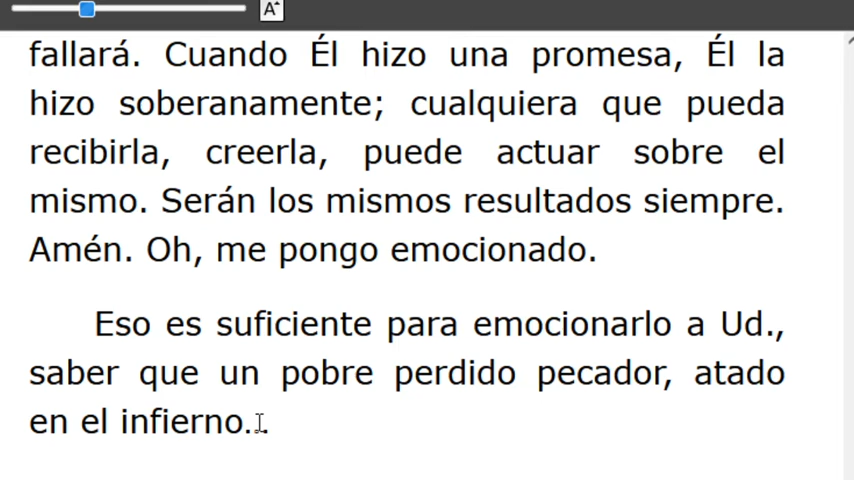 A
fallará. Cuando Él hizo una promesa, Él la
hizo soberanamente; cualquiera que pueda
recibirla, creerla, puede actuar sobre el
mismo. Serán los mismos resultados siempre.
Amén. Oh, me pongo emocionado.
Eso es suficiente para emocionarlo a Ud.,
saber que un pobre perdido pecador, atado
en el infierno...